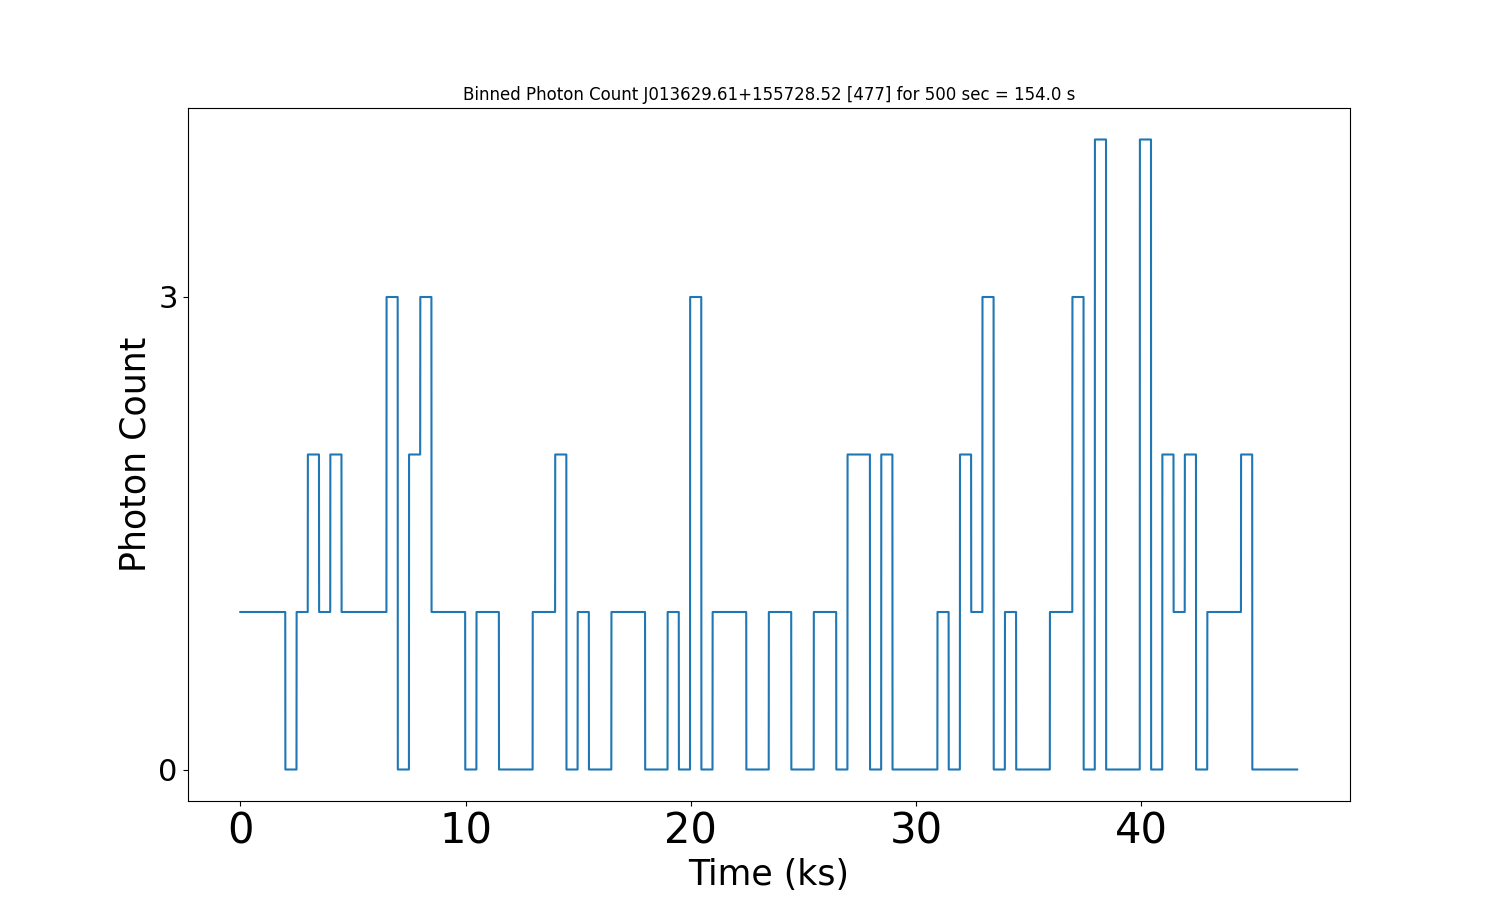 Binned Photon Count J013629.61+155728.52 [477] for 500 sec = 154.0 s
3
0
Photon Count
0 10 20 30 40
Time (ks)